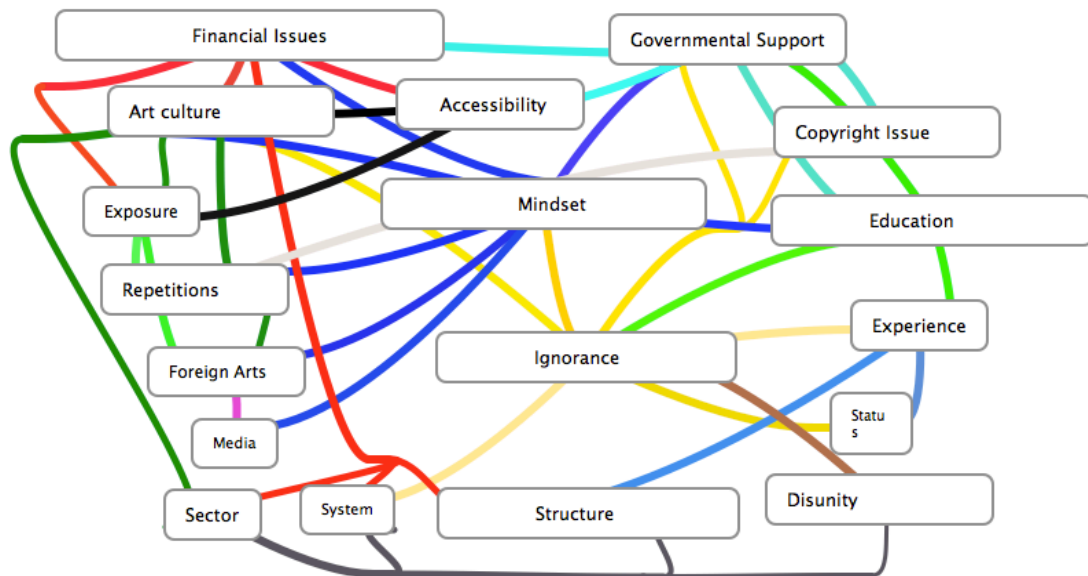 Financial Issues
Governmental Support
Art culture
Accessibility
Copyright Issue
Exposure
Mindset
Education
Repetitions
Experience
Foreign Arts
Ignorance
Statu
s
Media
Sector
System
Structure
Disunity